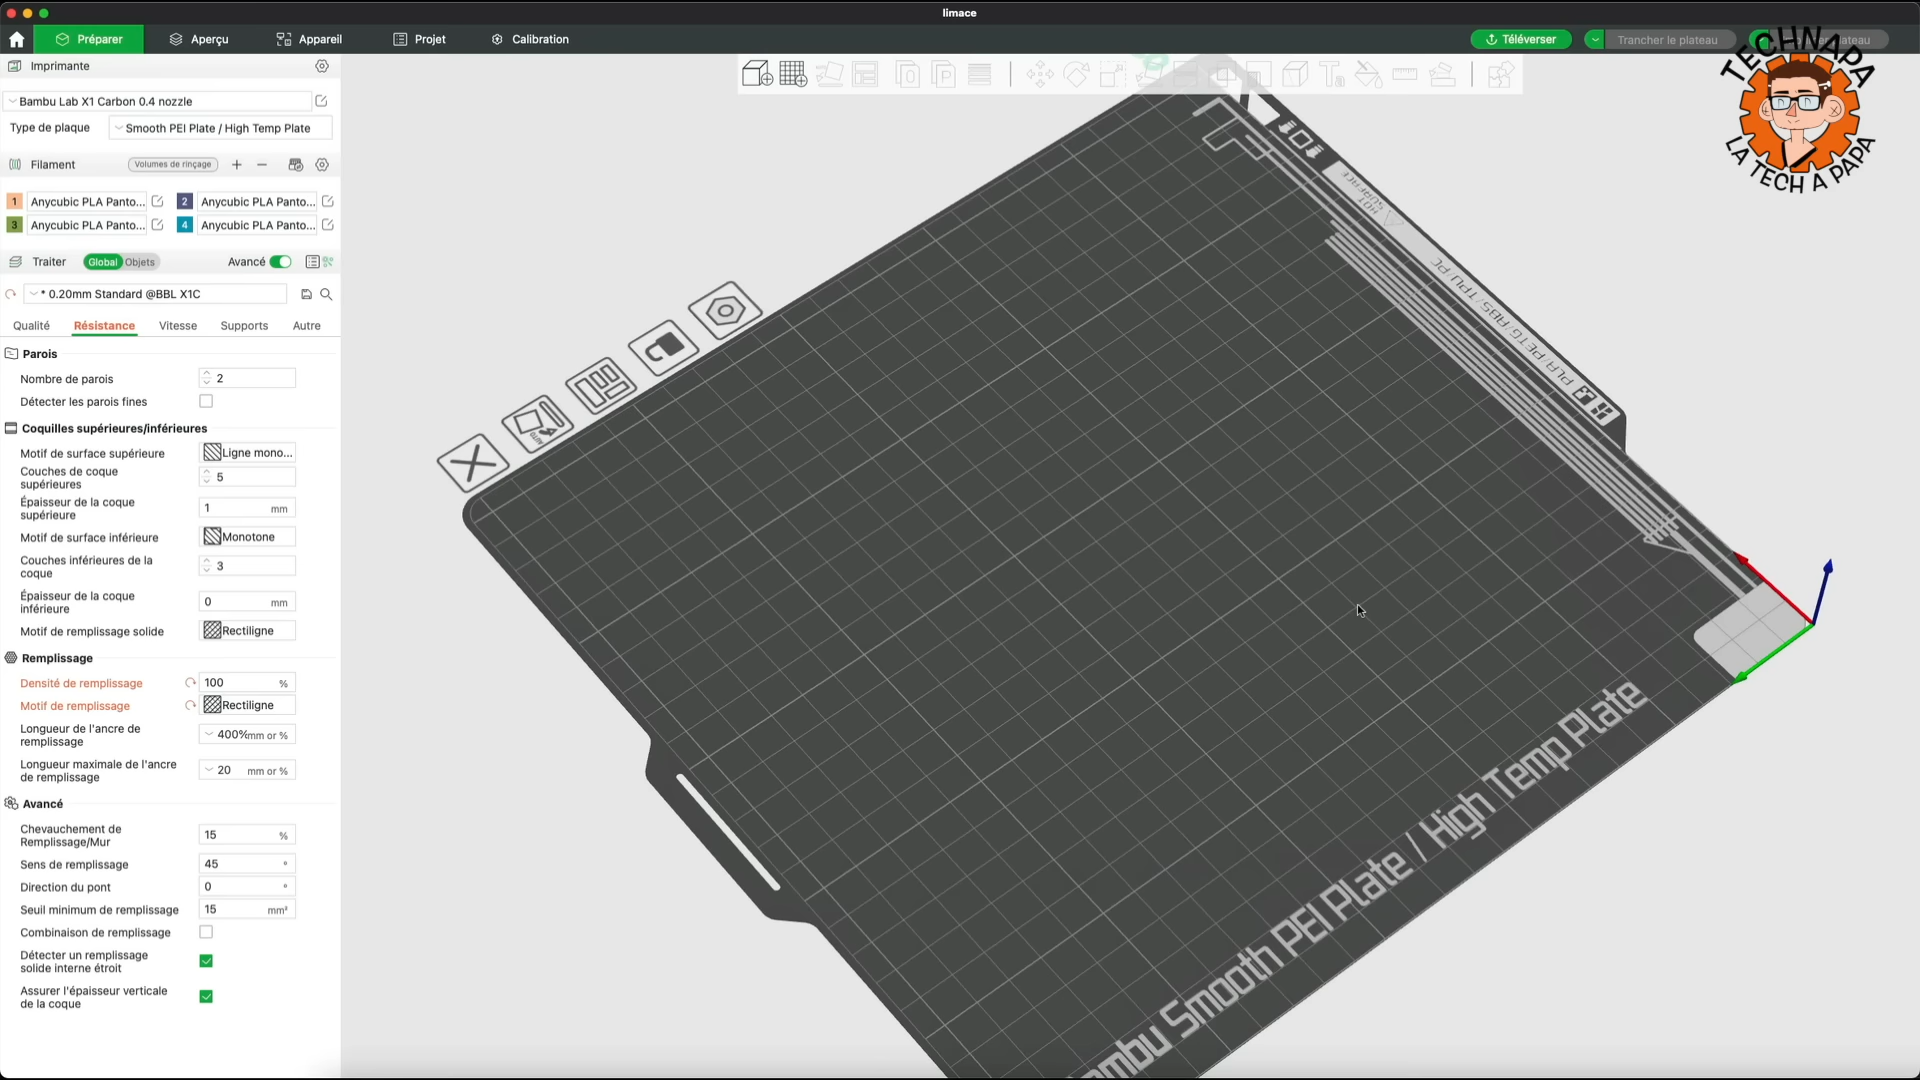 limace
Préparer
Aperçu
Appareil
Projet
Calibration
Téléverser
Trancher le plateau
TECHNAPA
LA TECH A PAPA
Imprimante
Bambu Lab X1 Carbon 0.4 nozzle
Type de plaque
Smooth PEI Plate / High Temp Plate
Filament
Volumes de rinçage
1 Anycubic PLA Panto...
2 Anycubic PLA Panto...
3 Anycubic PLA Panto...
4 Anycubic PLA Panto...
Traiter
Global
Objets
Avancé
* 0.20mm Standard @BBL X1C
Qualité
Résistance
Vitesse
Supports
Autre
Parois
Nombre de parois
2
Détecter les parois fines
Coquilles supérieures/inférieures
Motif de surface supérieure
Ligne mono...
Couches de coque
supérieures
5
Épaisseur de la coque
supérieure
1 mm
Motif de surface inférieure
Monotone
Couches inférieures de la
coque
3
Épaisseur de la coque
inférieure
0 mm
Motif de remplissage solide
Rectiligne
Remplissage
Densité de remplissage
100 %
Motif de remplissage
Rectiligne
Longueur de l'ancre de
remplissage
400% mm or %
Longueur maximale de l'ancre
de remplissage
20 mm or %
Avancé
Chevauchement de
Remplissage/Mur
15 %
Sens de remplissage
45 °
Direction du pont
0 °
Seuil minimum de remplissage
15 mm²
Combinaison de remplissage
Détecter un remplissage
solide interne étroit
Assurer l'épaisseur verticale
de la coque
AUTO
HOT
SURFACE
PLA/PETG/ABS/TPU/PC
ambu Smooth PEI Plate / High Temp Plate